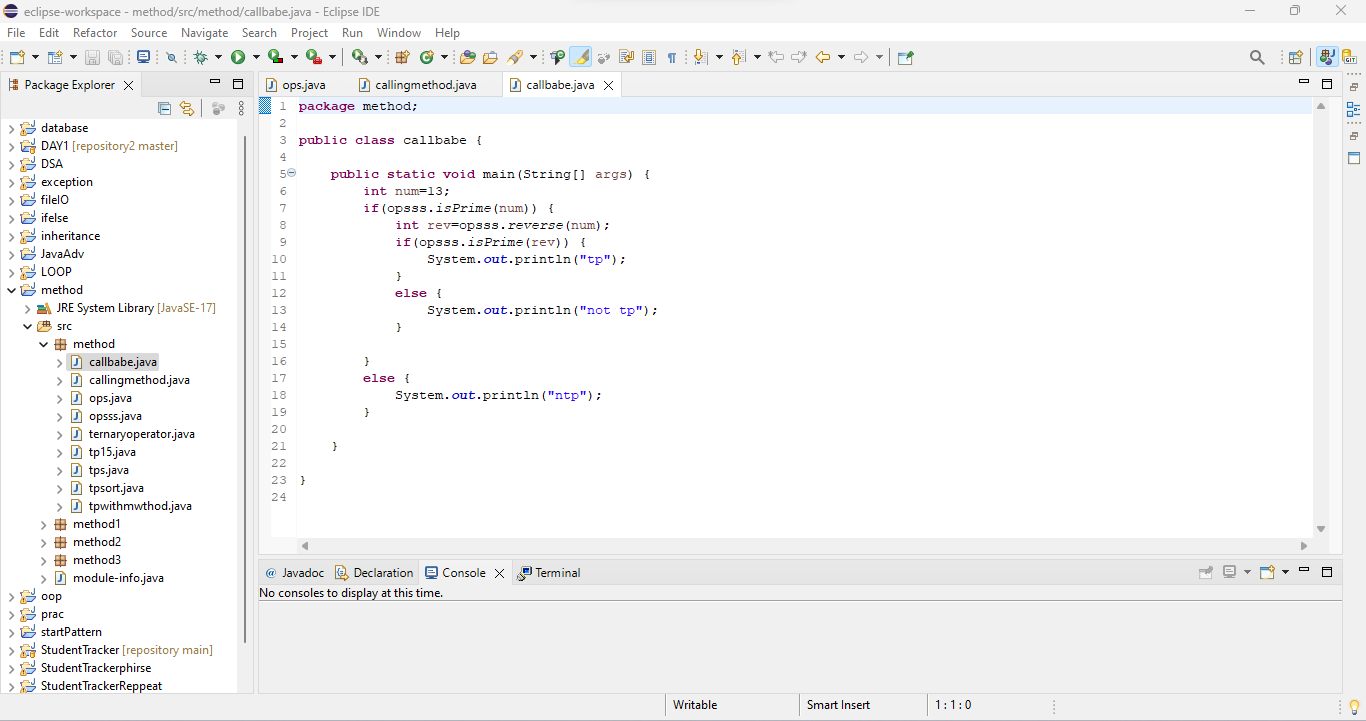 eclipse-workspace - method/src/method/callbabe.java - Eclipse IDE
File Edit Refactor Source Navigate Search Project Run Window Help
Package Explorer
database
DAY1 [repository2 master]
DSA
exception
fileIO
ifelse
inheritance
JavaAdv
LOOP
method
JRE System Library [JavaSE-17]
src
method
callbabe.java
callingmethod.java
ops.java
opsss.java
ternaryoperator.java
tp15.java
tps.java
tpsort.java
tpwithmwthod.java
method1
method2
method3
module-info.java
oop
prac
startPattern
StudentTracker [repository main]
StudentTrackerphirse
StudentTrackerReppeat
ops.java callingmethod.java callbabe.java
1 package method;
2
3 public class callbabe {
4
5 public static void main(String[] args) {
6 int num=13;
7 if(opsss.isPrime(num)) {
8 int rev=opsss.reverse(num);
9 if(opsss.isPrime(rev)) {
10 System.out.println("tp");
11 }
12 else {
13 System.out.println("not tp");
14 }
15
16 }
17 else {
18 System.out.println("ntp");
19 }
20
21 }
22
23 }
24
@ Javadoc Declaration Console Terminal
No consoles to display at this time.
Writable Smart Insert 1 : 1 : 0